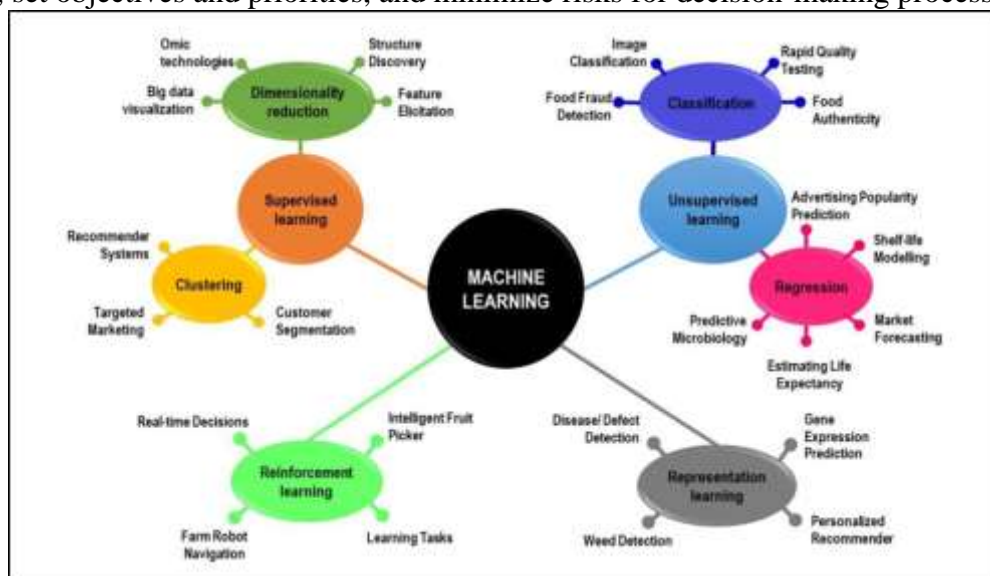 , set objectives and priorities, and minimize risks for decision-making process
Omic
technologies
Structure
Discovery
Big data
visualization
Dimensionality
reduction
Feature
Elicitation
Image
Classification
Rapid Quality
Testing
Food Fraud
Detection
Classification
Food
Authenticity
Supervised
learning
Unsupervised
learning
Recommender
Systems
Clustering
Targeted
Marketing
Customer
Segmentation
MACHINE
LEARNING
Advertising Popularity
Prediction
Shelf-life
Modelling
Regression
Predictive
Microbiology
Market
Forecasting
Estimating Life
Expectancy
Real-time Decisions
Intelligent Fruit
Picker
Reinforcement
learning
Farm Robot
Navigation
Learning Tasks
Disease/ Defect
Detection
Gene
Expression
Prediction
Representation
learning
Weed Detection
Personalized
Recommender